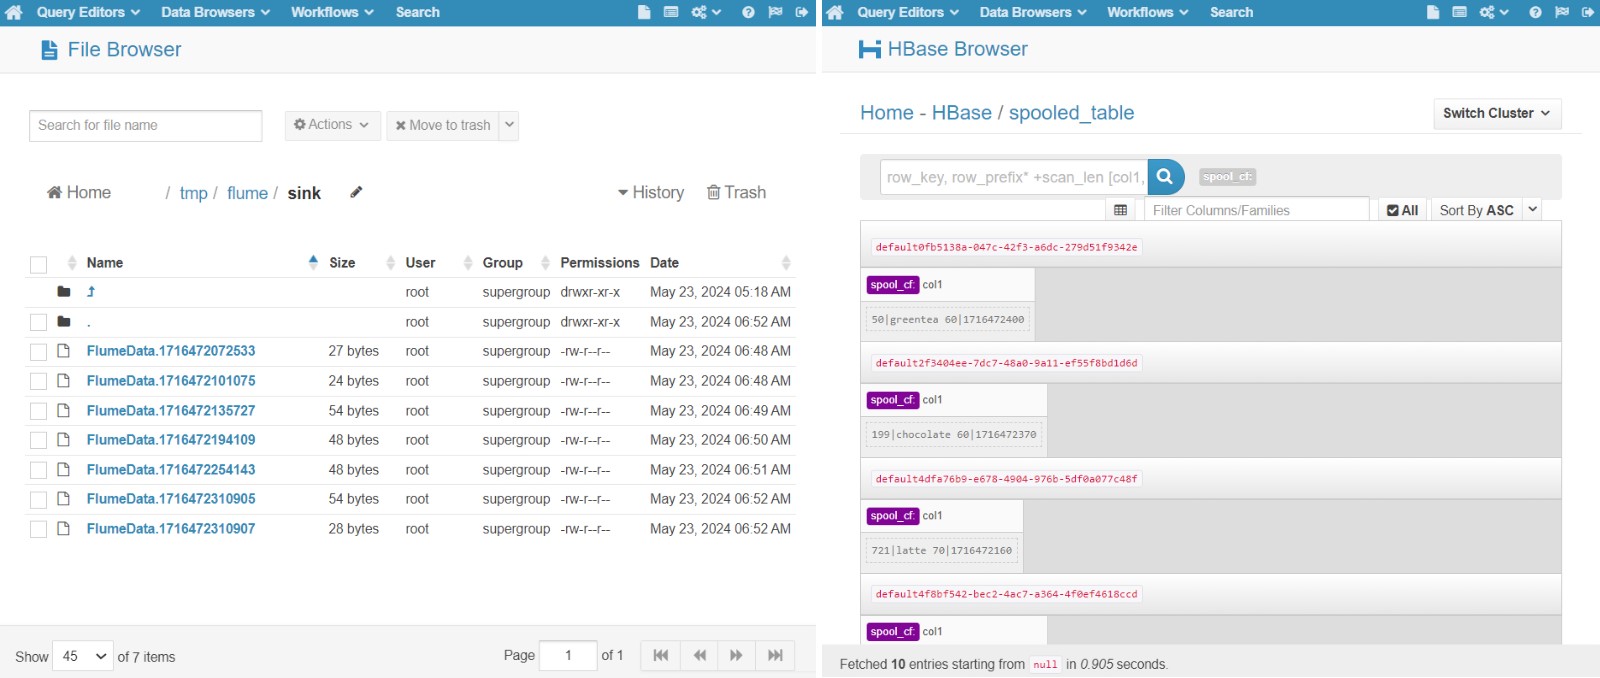 Query Editors Data Browsers Workflows Search
File Browser
Search for file name Actions Move to trash
Home / tmp / flume / sink History Trash
Name Size User Group Permissions Date
root supergroup drwxr-xr-x May 23, 2024 05:18 AM
. root supergroup drwxr-xr-x May 23, 2024 06:52 AM
FlumeData.1716472072533 27 bytes root supergroup -rw-r--r-- May 23, 2024 06:48 AM
FlumeData.1716472101075 24 bytes root supergroup -rw-r--r-- May 23, 2024 06:48 AM
FlumeData.1716472135727 54 bytes root supergroup -rw-r--r-- May 23, 2024 06:49 AM
FlumeData.1716472194109 48 bytes root supergroup -rw-r--r-- May 23, 2024 06:50 AM
FlumeData.1716472254143 48 bytes root supergroup -rw-r--r-- May 23, 2024 06:51 AM
FlumeData.1716472310905 54 bytes root supergroup -rw-r--r-- May 23, 2024 06:52 AM
FlumeData.1716472310907 28 bytes root supergroup -rw-r--r-- May 23, 2024 06:52 AM
Show 45 of 7 items Page 1 of 1
Query Editors Data Browsers Workflows Search
HBase Browser
Home - HBase / spooled_table Switch Cluster
row_key, row_prefix* +scan_len [col1, spool_cf:
Filter Columns/Families All Sort By ASC
default0fb5138a-047c-42f3-a6dc-279d51f9342e
spool_cf: col1
50|greentea 60|1716472400
default2f3404ee-7dc7-48a0-9a11-ef55f8bd1d6d
spool_cf: col1
199|chocolate 60|1716472370
default4dfa76b9-e678-4904-976b-5df0a077c48f
spool_cf: col1
721|latte 70|1716472160
default4f8bf542-bec2-4ac7-a364-4f0ef4618ccd
spool_cf: col1
Fetched 10 entries starting from null in 0.905 seconds.